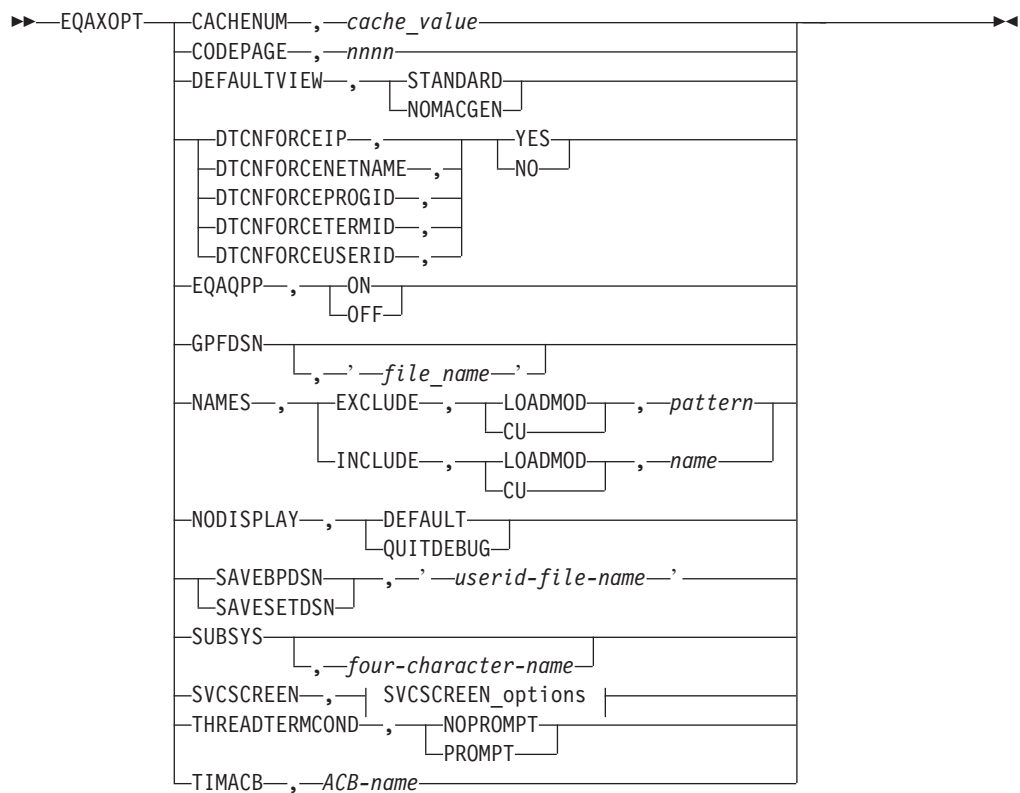 EQAXOPT CACHENUM , cache_value
CODEPAGE , nnnn
DEFAULTVIEW , STANDARD
NOMACGEN
DTCNFORCEIP , YES
DTCNFORCENETNAME , NO
DTCNFORCEPROGID ,
DTCNFORCETERMID ,
DTCNFORCEUSERID ,
EQAQPP , ON
OFF
GPFDSN
, ' file_name '
NAMES , EXCLUDE , LOADMOD , pattern
CU
INCLUDE , LOADMOD , name
CU
NODISPLAY , DEFAULT
QUITDEBUG
SAVEBPDSN , ' userid-file-name '
SAVESETDSN
SUBSYS
, four-character-name
SVCSCREEN , SVCSCREEN_options
THREADTERMCOND , NOPROMPT
PROMPT
TIMACB , ACB-name